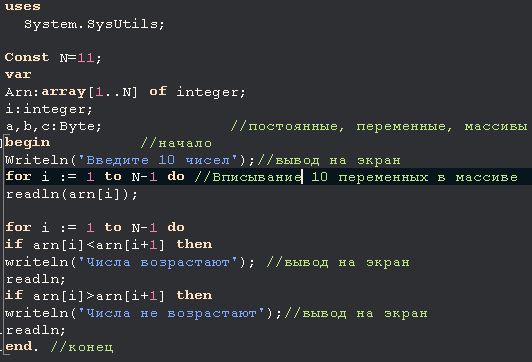 uses
System.SysUtils;
Const N=11;
var
Arn:array[1..N] of integer;
i:integer;
a,b,c:Byte; //постоянные, переменные, массивы
begin //начало
Writeln('Введите 10 чисел');//вывод на экран
for i := 1 to N-1 do //Вписывание 10 переменных в массиве
readln(arn[i]);
for i := 1 to N-1 do
if arn[i]<arn[i+1] then
writeln('Числа возрастают'); //вывод на экран
readln;
if arn[i]>arn[i+1] then
writeln('Числа не возрастают');//вывод на экран
readln;
end. //конец